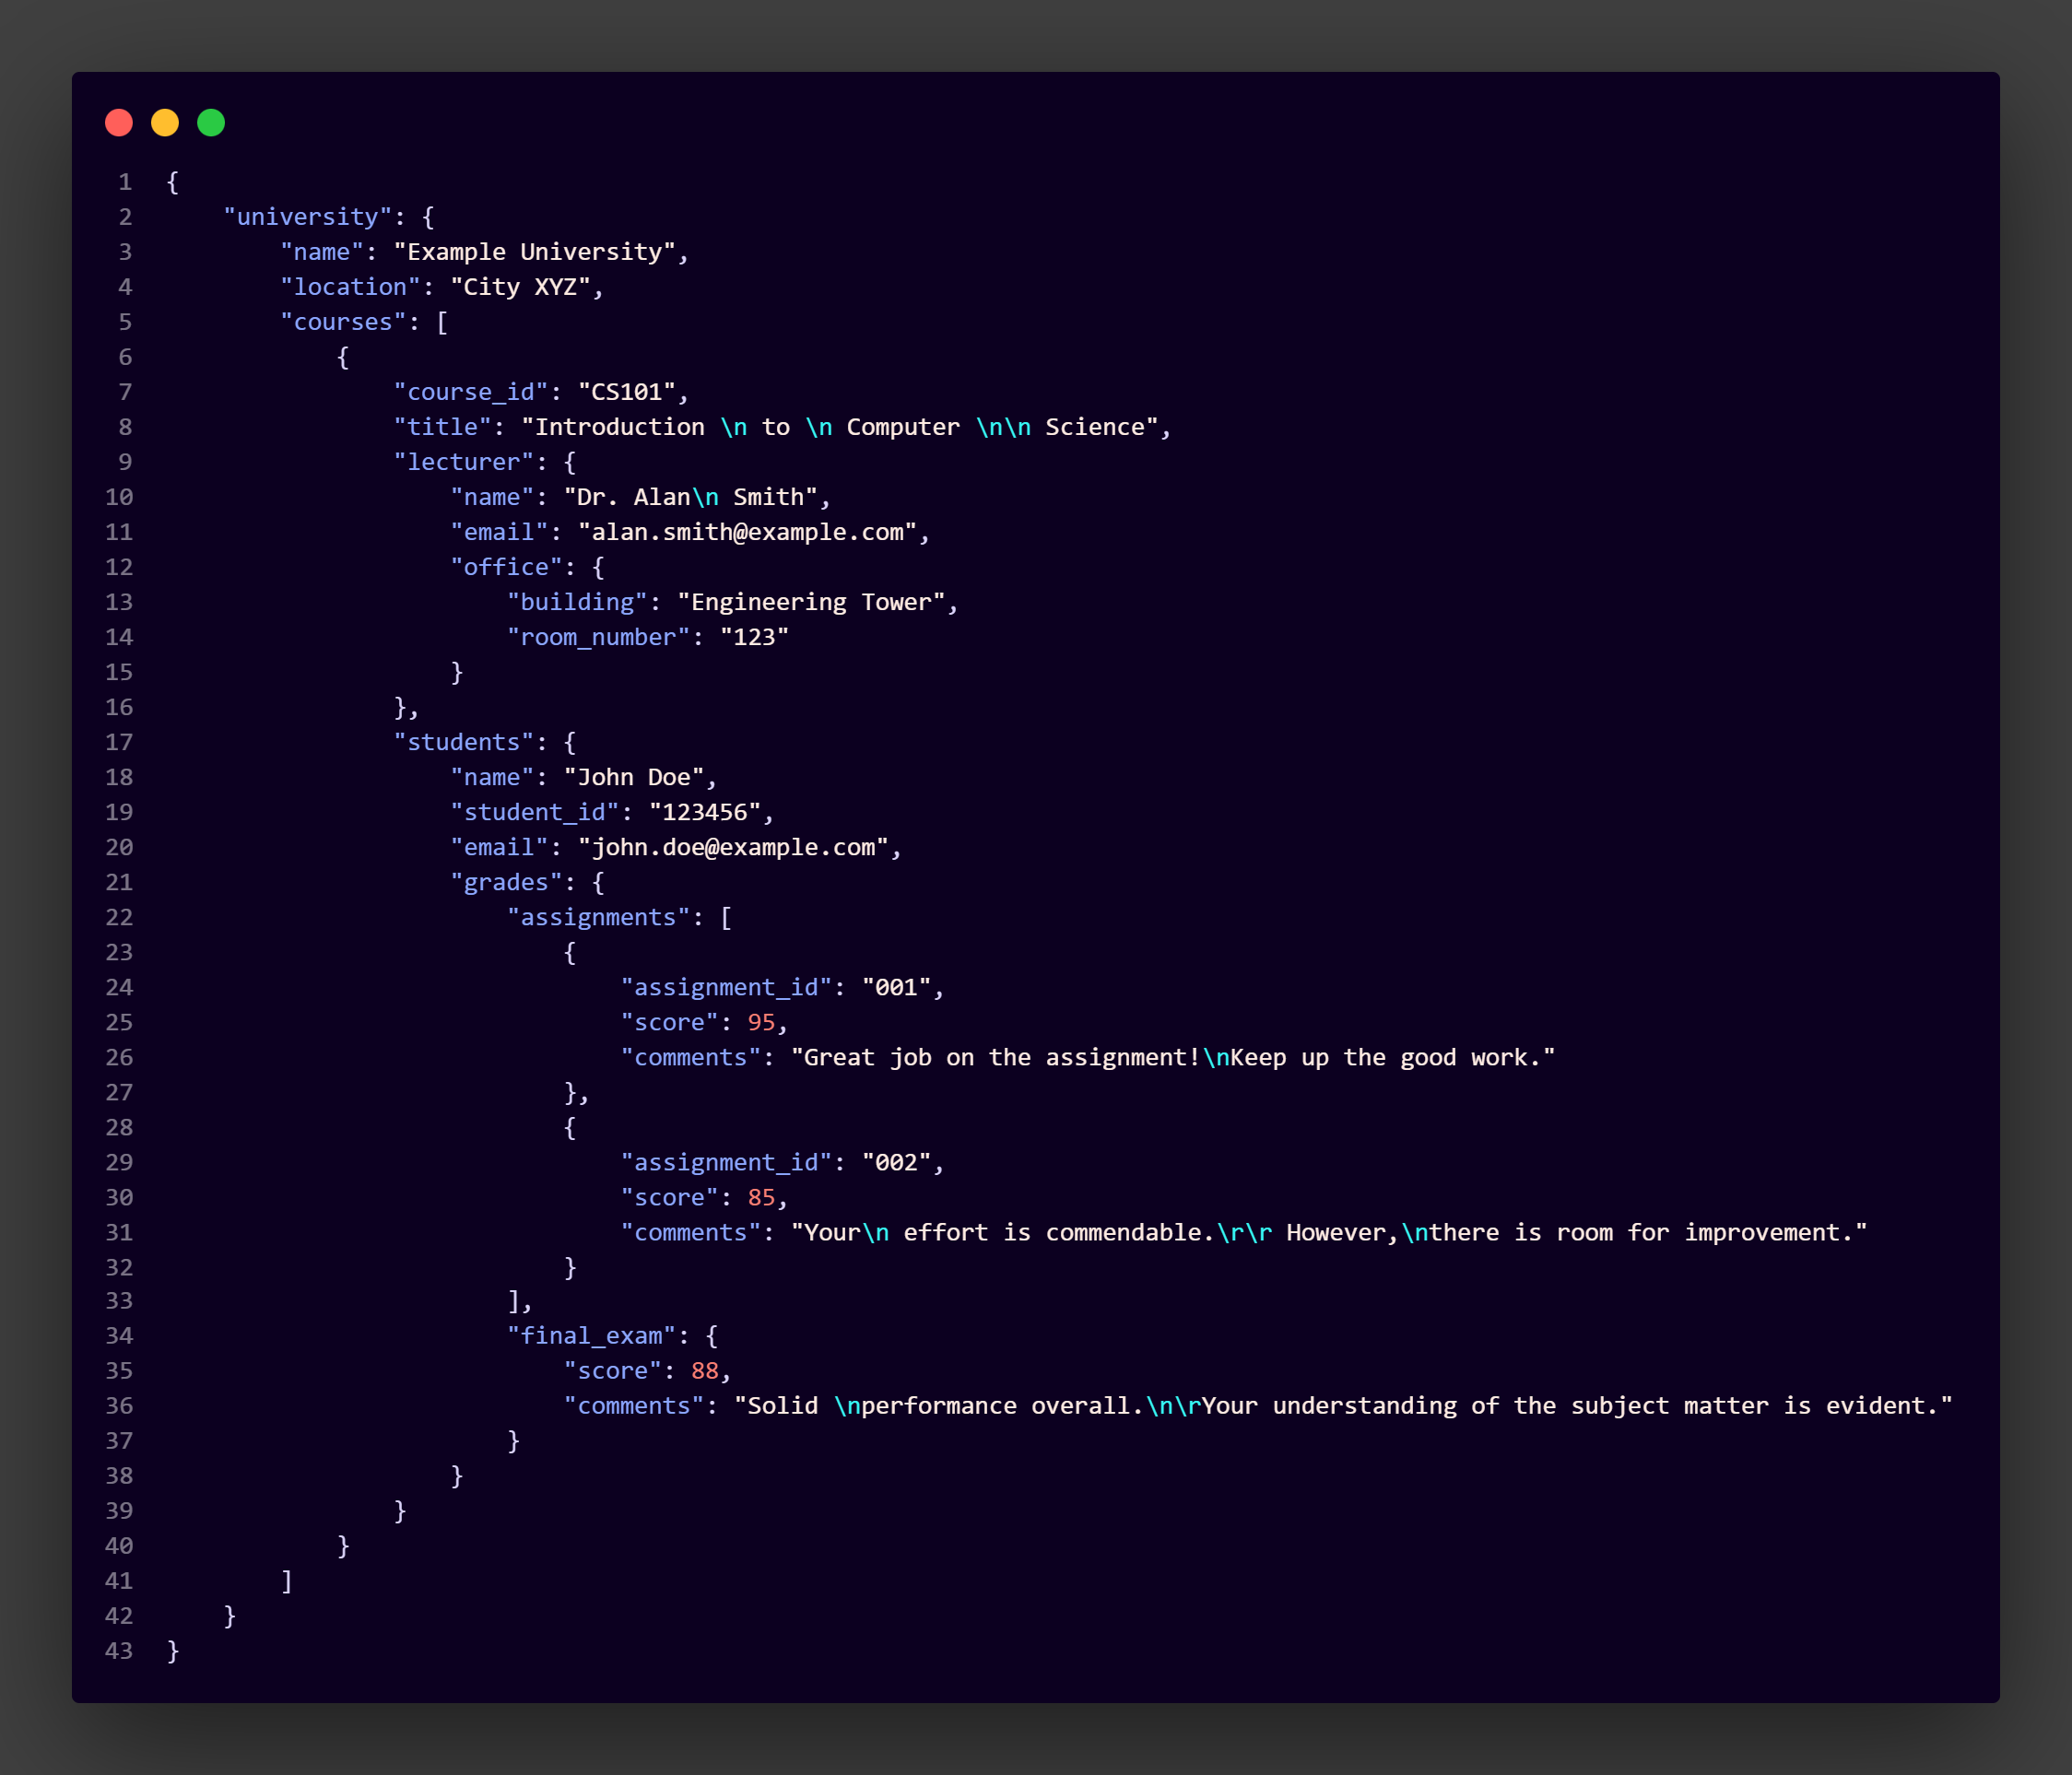 1 {
2     "university": {
3         "name": "Example University",
4         "location": "City XYZ",
5         "courses": [
6             {
7                 "course_id": "CS101",
8                 "title": "Introduction \n to \n Computer \n\n Science",
9                 "lecturer": {
10                     "name": "Dr. Alan\n Smith",
11                     "email": "alan.smith@example.com",
12                     "office": {
13                         "building": "Engineering Tower",
14                         "room_number": "123"
15                     }
16                 },
17                 "students": {
18                     "name": "John Doe",
19                     "student_id": "123456",
20                     "email": "john.doe@example.com",
21                     "grades": {
22                         "assignments": [
23                             {
24                                 "assignment_id": "001",
25                                 "score": 95,
26                                 "comments": "Great job on the assignment!\nKeep up the good work."
27                             },
28                             {
29                                 "assignment_id": "002",
30                                 "score": 85,
31                                 "comments": "Your\n effort is commendable.\r\r However,\nthere is room for improvement."
32                             }
33                         ],
34                         "final_exam": {
35                             "score": 88,
36                             "comments": "Solid \nperformance overall.\n\rYour understanding of the subject matter is evident."
37                         }
38                     }
39                 }
40             }
41         ]
42     }
43 }